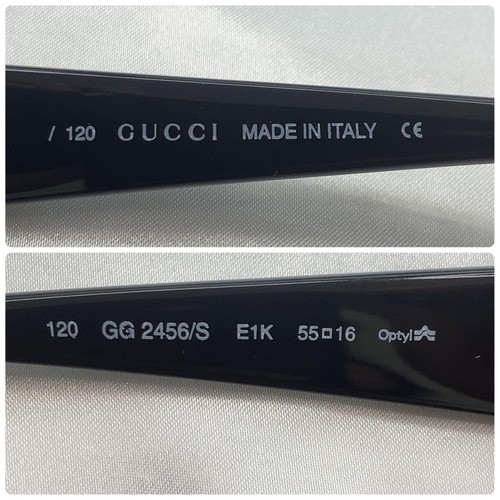 / 120 GUCCI MADE IN ITALY CE
120 GG 2456/S E1K 55□16 Optyl